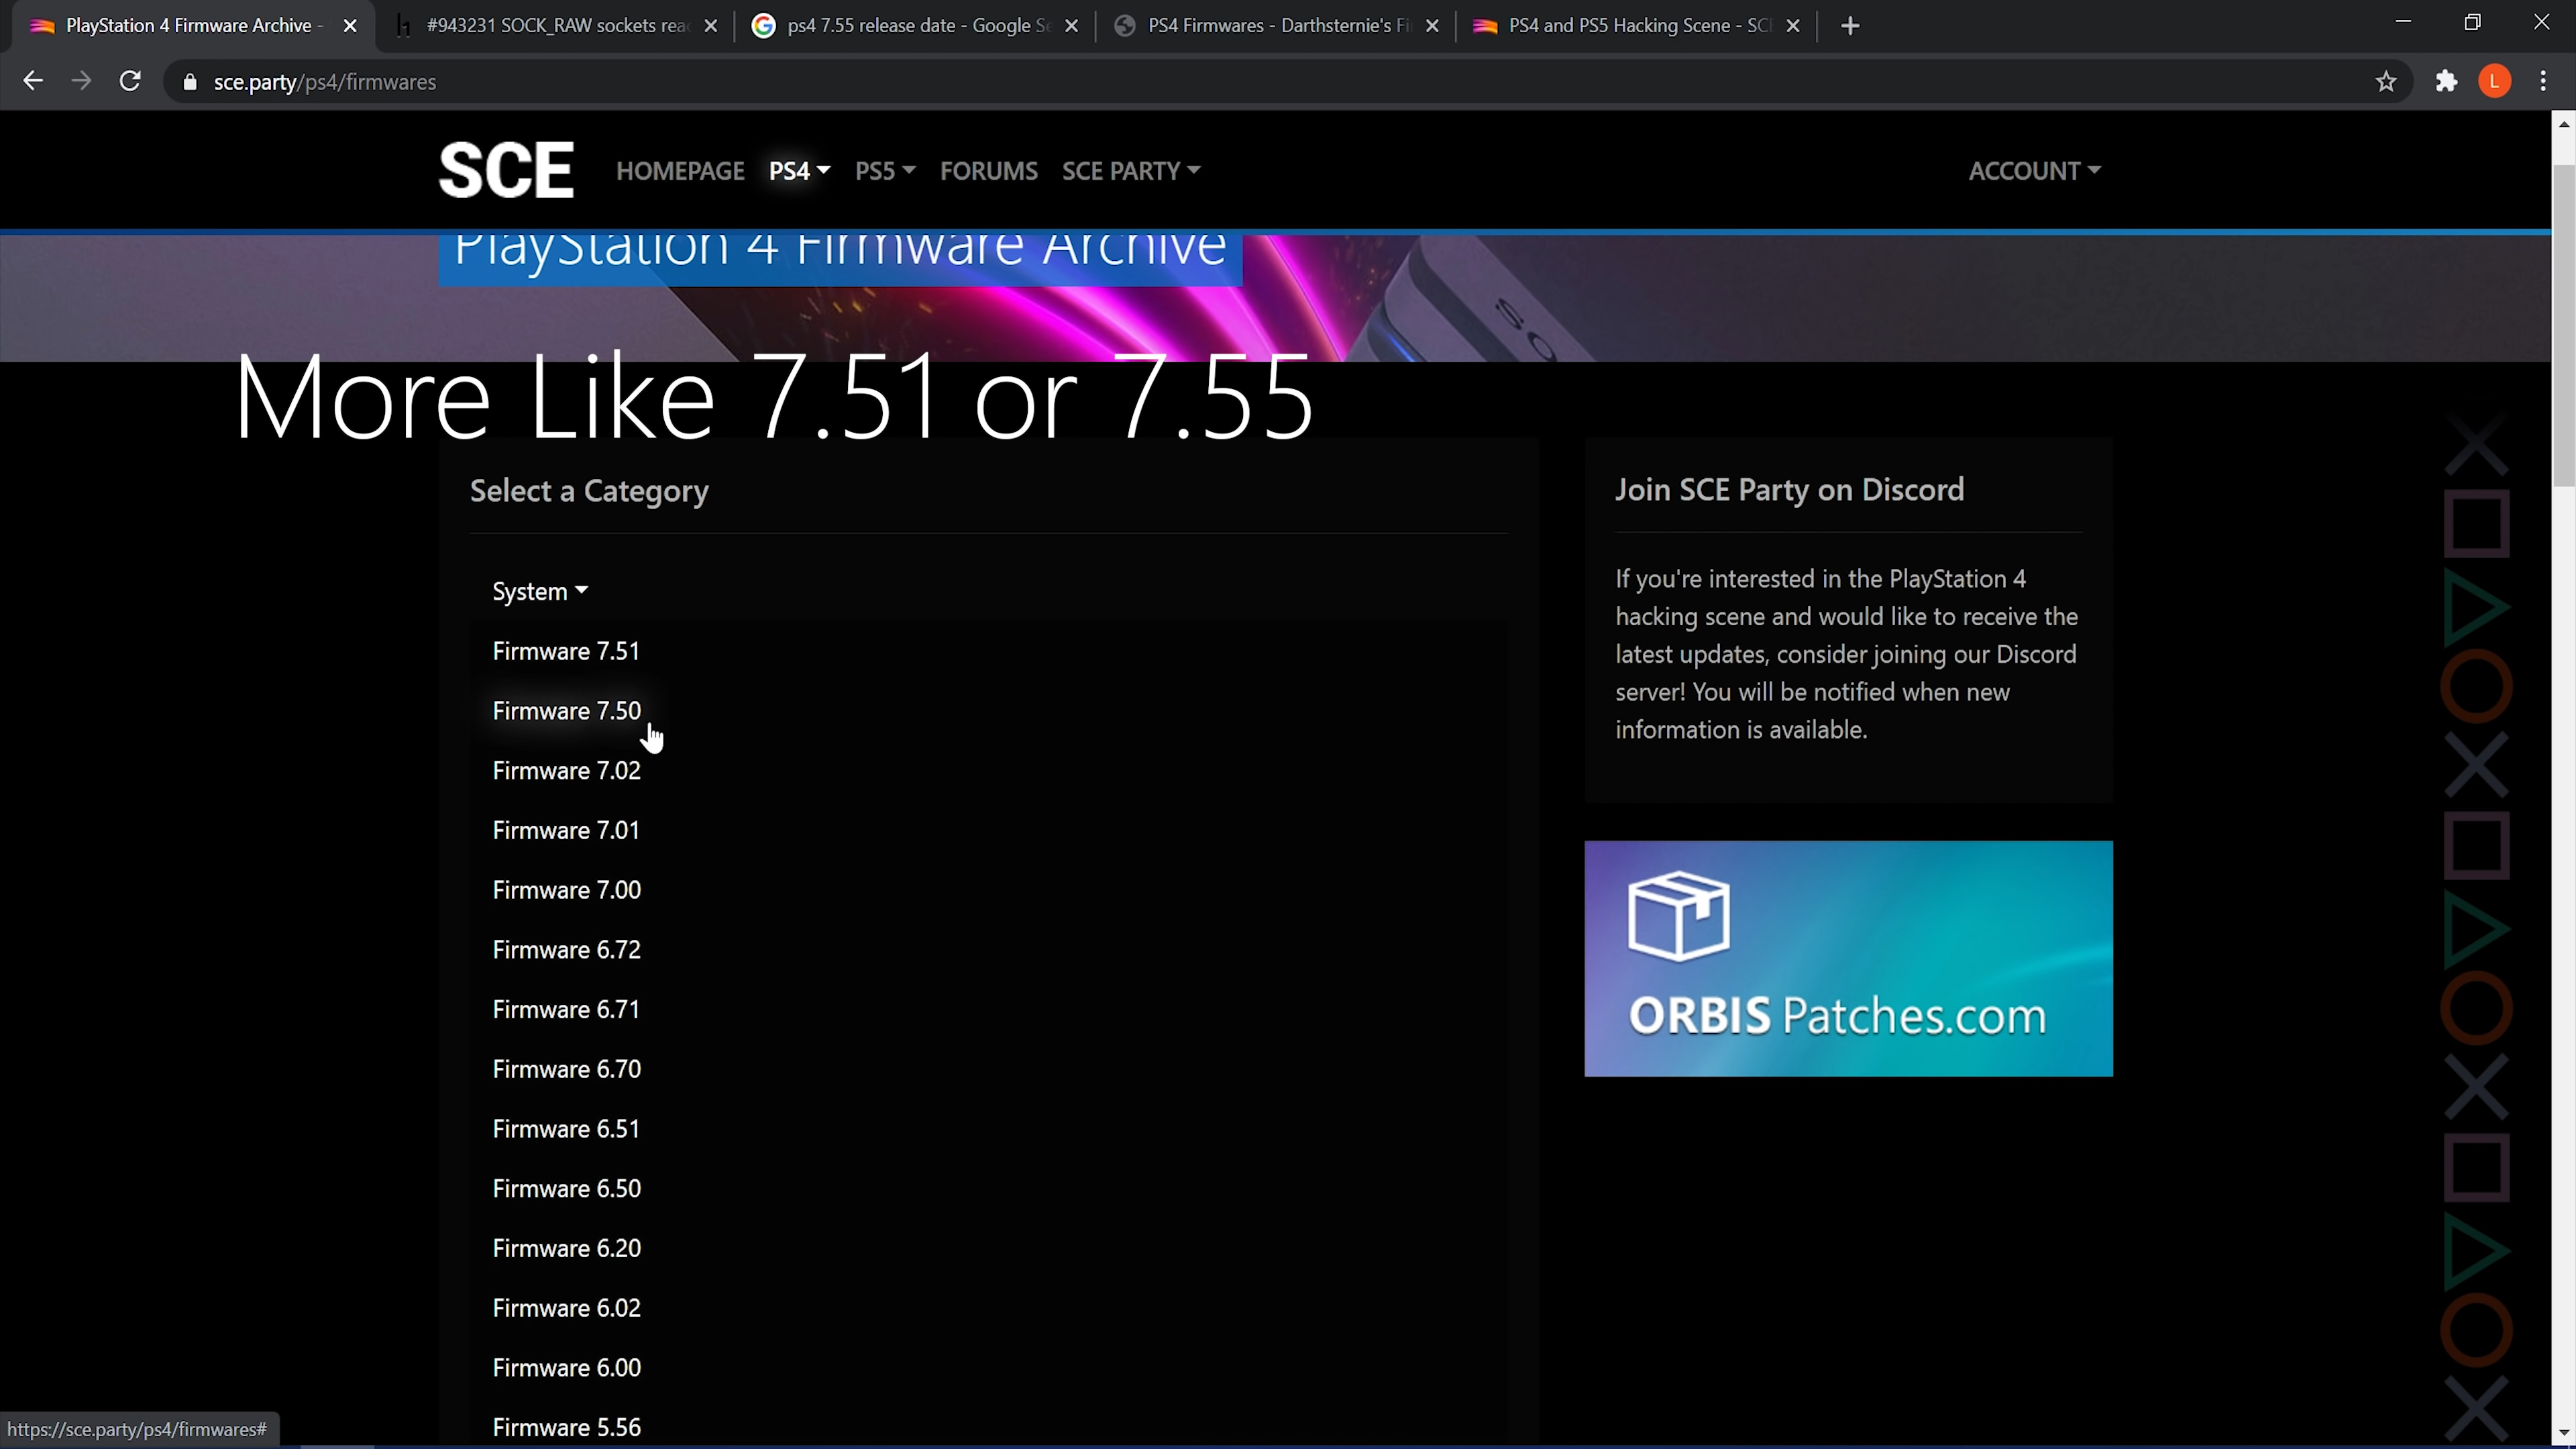 PlayStation 4 Firmware Archive -
#943231 SOCK_RAW sockets reac
ps4 7.55 release date - Google Se
PS4 Firmwares - Darthsternie's Fi
PS4 and PS5 Hacking Scene - SCE
sce.party/ps4/firmwares
L
SCE
HOMEPAGE
PS4
PS5
FORUMS
SCE PARTY
ACCOUNT
PlayStation 4 Firmware Archive
SO
More Like 7.51 or 7.55
Select a Category
System
Firmware 7.51
Firmware 7.50
Firmware 7.02
Firmware 7.01
Firmware 7.00
Firmware 6.72
Firmware 6.71
Firmware 6.70
Firmware 6.51
Firmware 6.50
Firmware 6.20
Firmware 6.02
Firmware 6.00
Firmware 5.56
Join SCE Party on Discord
If you're interested in the PlayStation 4
hacking scene and would like to receive the
latest updates, consider joining our Discord
server! You will be notified when new
information is available.
ORBIS Patches.com
https://sce.party/ps4/firmwares#